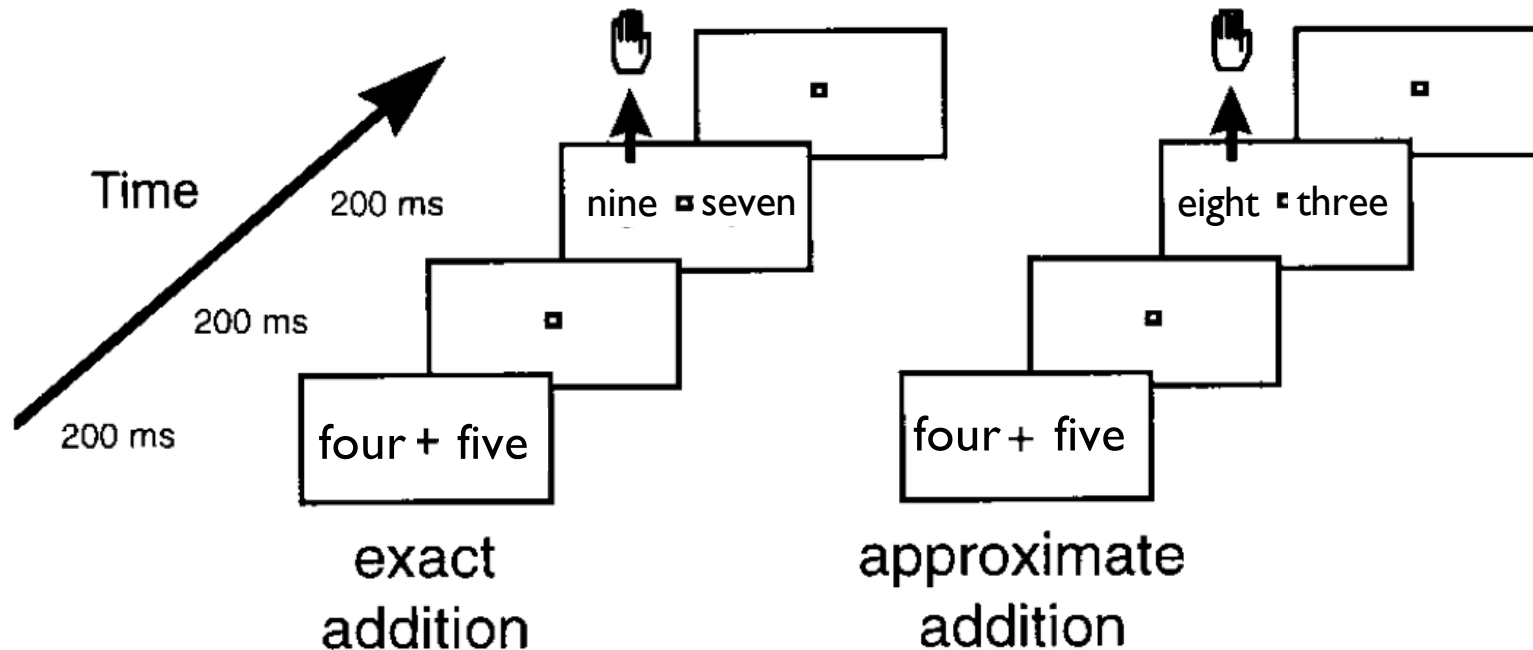 Time
200 ms
200 ms
200 ms
nine seven
four + five
exact
addition
eight three
four + five
approximate
addition